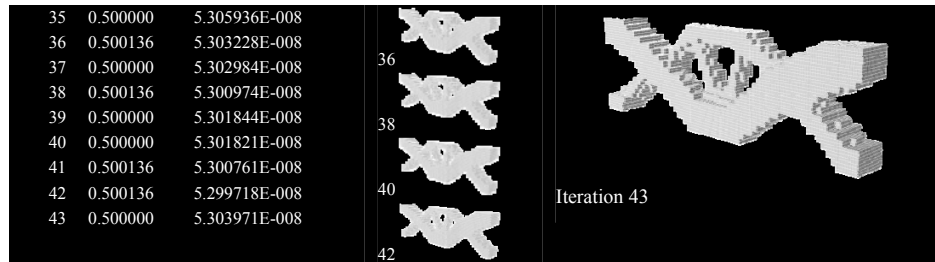 35 0.500000 5.305936E-008
36 0.500136 5.303228E-008
37 0.500000 5.302984E-008
38 0.500136 5.300974E-008
39 0.500000 5.301844E-008
40 0.500000 5.301821E-008
41 0.500136 5.300761E-008
42 0.500136 5.299718E-008
43 0.500000 5.303971E-008
36
38
40
42
Iteration 43